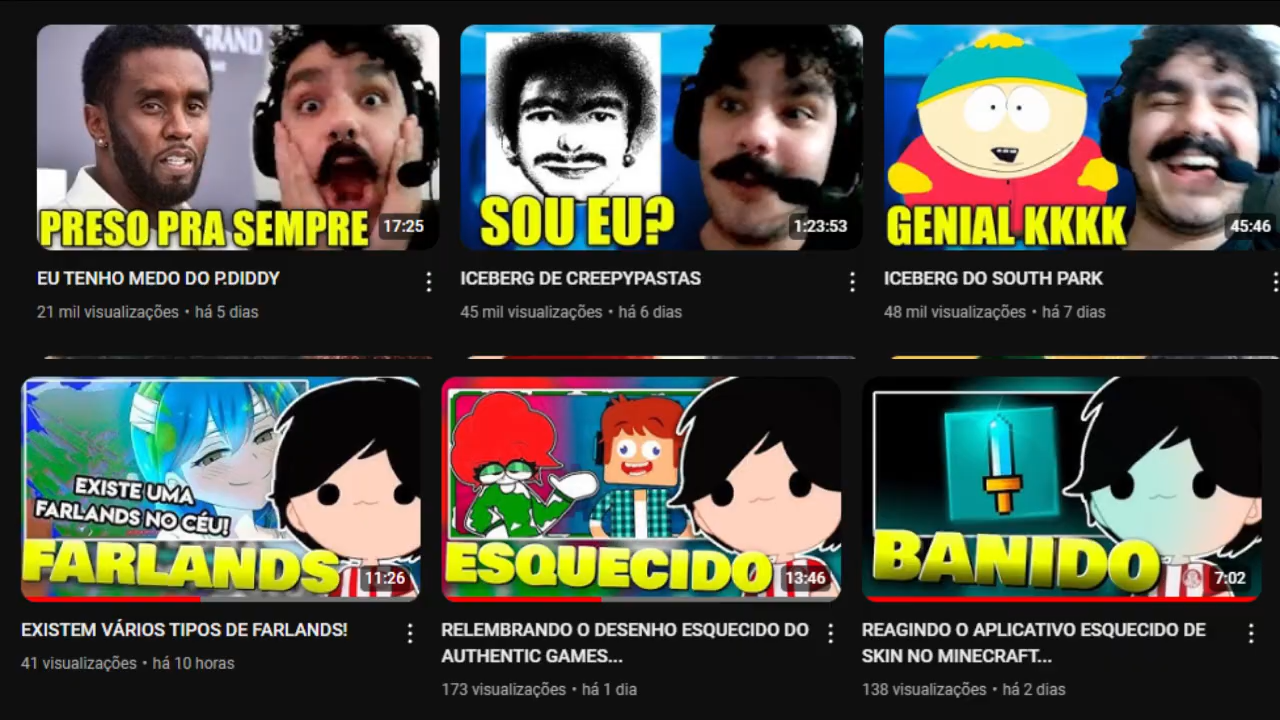 GRAND
PRESO PRA SEMPRE
17:25
EU TENHO MEDO DO P.DIDDY
21 mil visualizações • há 5 dias
SOU EU?
1:23:53
ICEBERG DE CREEPYPASTAS
45 mil visualizações • há 6 dias
GENIAL KKKK
45:46
ICEBERG DO SOUTH PARK
48 mil visualizações • há 7 dias
EXISTE UMA
FARLANDS NO CÉU!
FARLANDS
11:26
EXISTEM VÁRIOS TIPOS DE FARLANDS!
41 visualizações • há 10 horas
ESQUECIDO
13:46
RELEMBRANDO O DESENHO ESQUECIDO DO
AUTHENTIC GAMES...
173 visualizações • há 1 dia
BANIDO
7:02
REAGINDO O APLICATIVO ESQUECIDO DE
SKIN NO MINECRAFT...
138 visualizações • há 2 dias